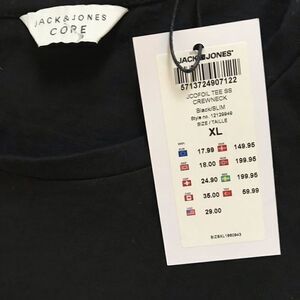 JACK & JONES
CORE
JACK & JONES
5713724907122
JCOFOIL TEE SS
CREWNECK
Black/SLIM
Style no. 12129949
SIZE / TAILLE
XL
17.99 149.95
18.00 199.95
24.90 199.95
35.00 59.99
29.00